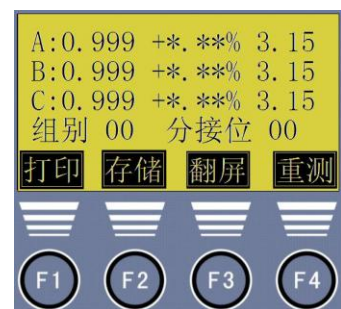 A:0.999 +*.**% 3.15
B:0.999 +*.**% 3.15
C:0.999 +*.**% 3.15
组别 00 分接位 00
打印 存储 翻屏 重测
F1 F2 F3 F4